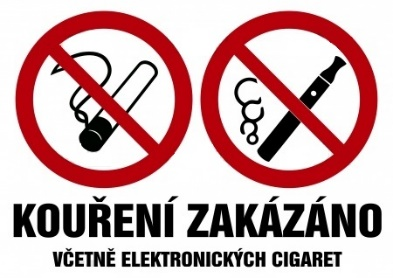 KOUŘENÍ ZAKÁZÁNO
VČETNĚ ELEKTRONICKÝCH CIGARET